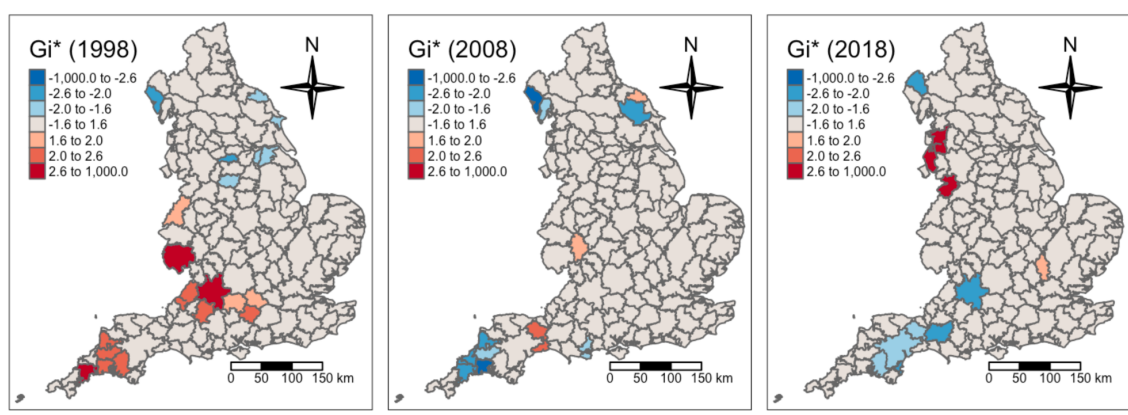 Gi* (1998)
-1,000.0 to -2.6
-2.6 to -2.0
-2.0 to -1.6
-1.6 to 1.6
1.6 to 2.0
2.0 to 2.6
2.6 to 1,000.0
N
0 50 100 150 km
Gi* (2008)
-1,000.0 to -2.6
-2.6 to -2.0
-2.0 to -1.6
-1.6 to 1.6
1.6 to 2.0
2.0 to 2.6
2.6 to 1,000.0
N
0 50 100 150 km
Gi* (2018)
-1,000.0 to -2.6
-2.6 to -2.0
-2.0 to -1.6
-1.6 to 1.6
1.6 to 2.0
2.0 to 2.6
2.6 to 1,000.0
N
0 50 100 150 km